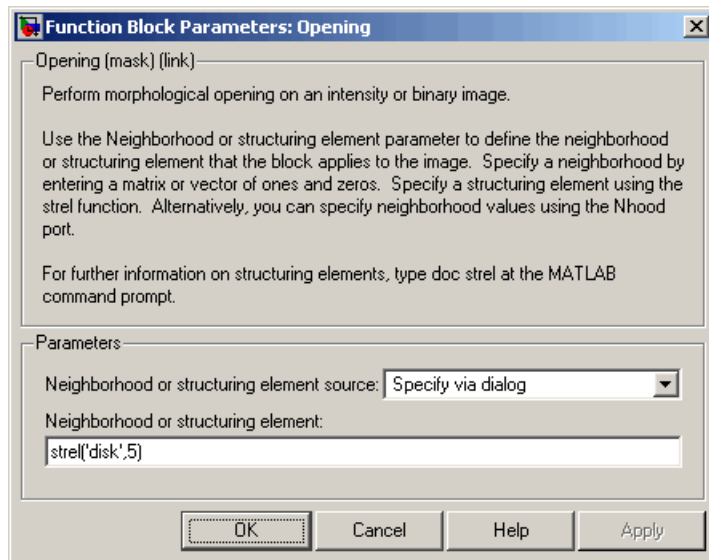 Function Block Parameters: Opening
Opening (mask) (link)
Perform morphological opening on an intensity or binary image.
Use the Neighborhood or structuring element parameter to define the neighborhood
or structuring element that the block applies to the image.  Specify a neighborhood by
entering a matrix or vector of ones and zeros.  Specify a structuring element using the
strel function.  Alternatively, you can specify neighborhood values using the Nhood
port.
For further information on structuring elements, type doc strel at the MATLAB
command prompt.
Parameters
Neighborhood or structuring element source: Specify via dialog
Neighborhood or structuring element:
strel('disk',5)
OK Cancel Help Apply